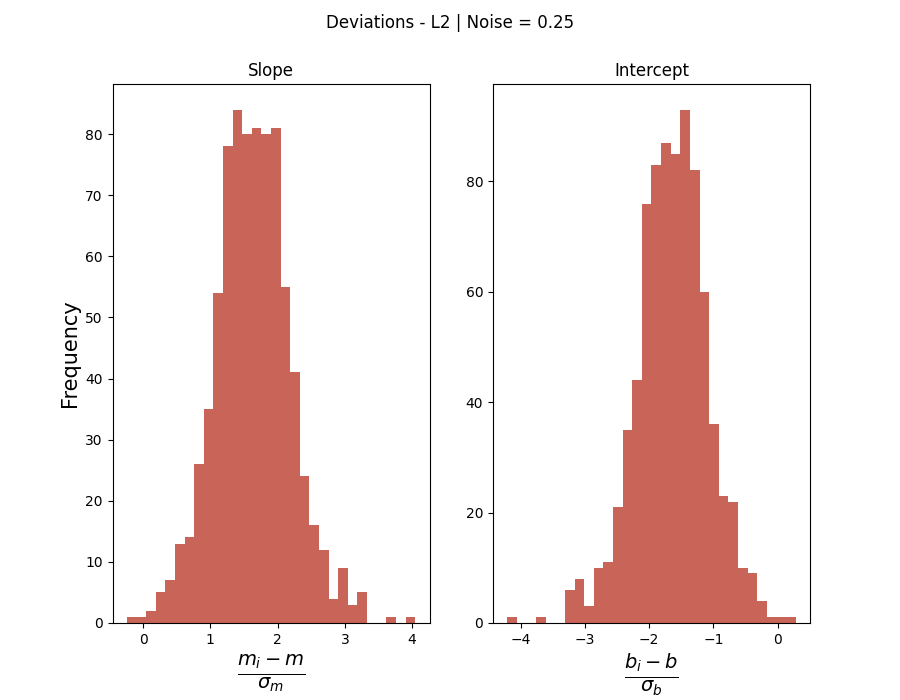 Deviations - L2 | Noise = 0.25
Slope
Intercept
Frequency
80
70
60
50
40
30
20
10
0
80
60
40
20
0
0 1 2 3 4
−4 −3 −2 −1 0
m_i − m
σ_m
b_i − b
σ_b